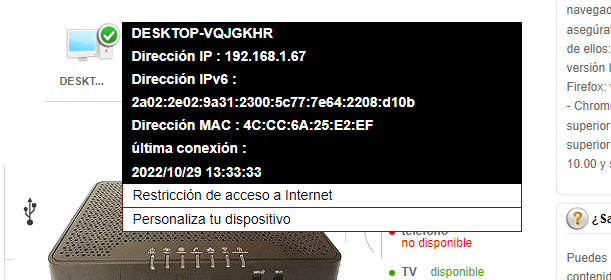 DESKTOP-VQJGKHR
Dirección IP : 192.168.1.67
Dirección IPv6 :
2a02:2e02:9a31:2300:5c77:7e64:2208:d10b
Dirección MAC : 4C:CC:6A:25:E2:EF
última conexión :
2022/10/29 13:33:33
Restricción de acceso a Internet
Personaliza tu dispositivo
DESKT...
teléfono
no disponible
TV disponible
navegad
asegúrat
de ellos:
versión l
Firefox:
- Chrome
superior
superior
10.00 y s
¿Sa
Puedes
contenid